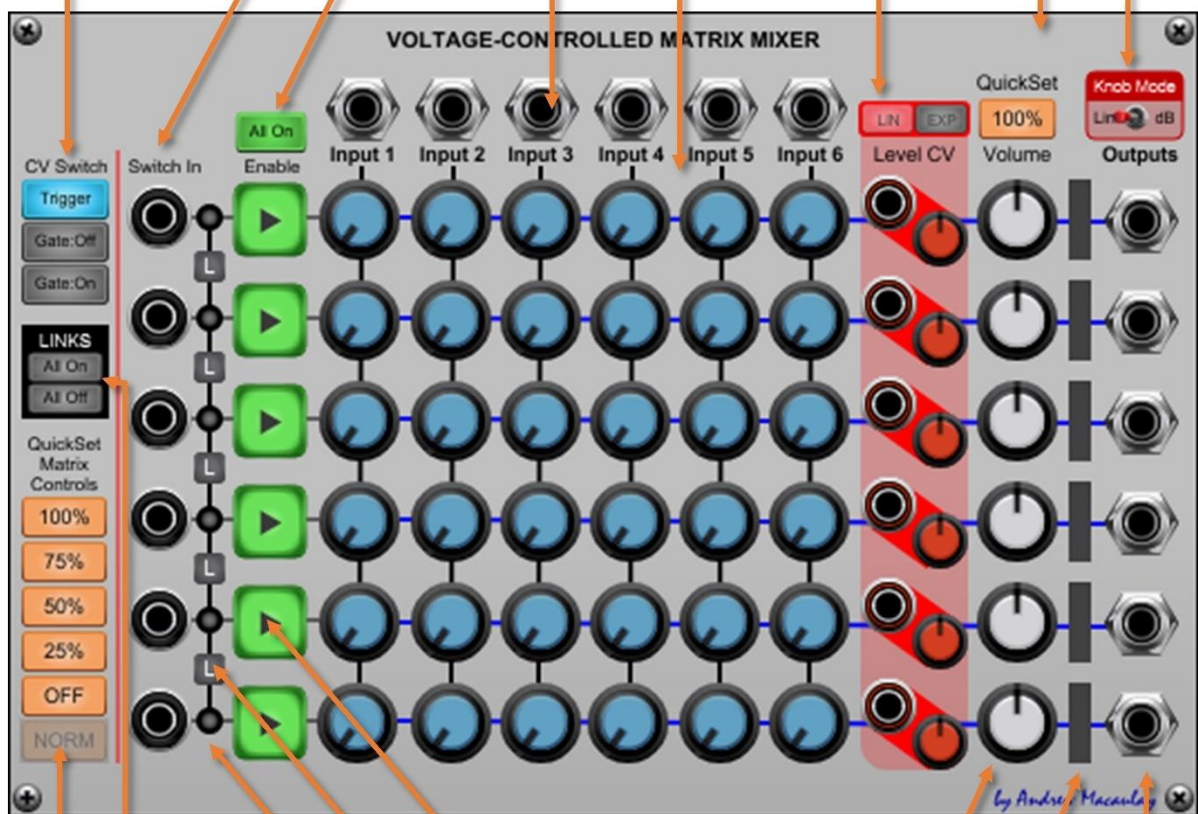 VOLTAGE-CONTROLLED MATRIX MIXER
QuickSet
Knob Mode
All On
LIN EXP
100%
Lin dB
CV Switch
Switch In
Enable
Input 1 Input 2 Input 3 Input 4 Input 5 Input 6
Level CV
Volume
Outputs
Trigger
Gate:Off
L
Gate:On
LINKS
All On
L
All Off
QuickSet
Matrix
Controls
L
100%
75%
L
50%
25%
L
OFF
NORM
by Andrew Macaulay